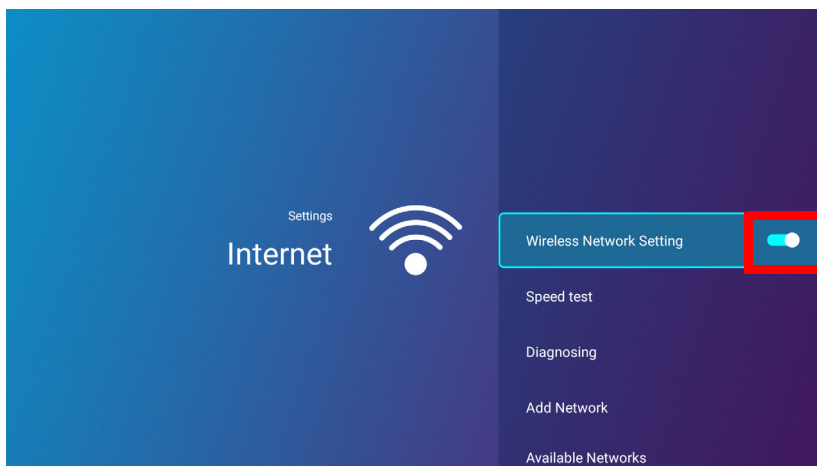 Settings
Internet
Wireless Network Setting
Speed test
Diagnosing
Add Network
Available Networks